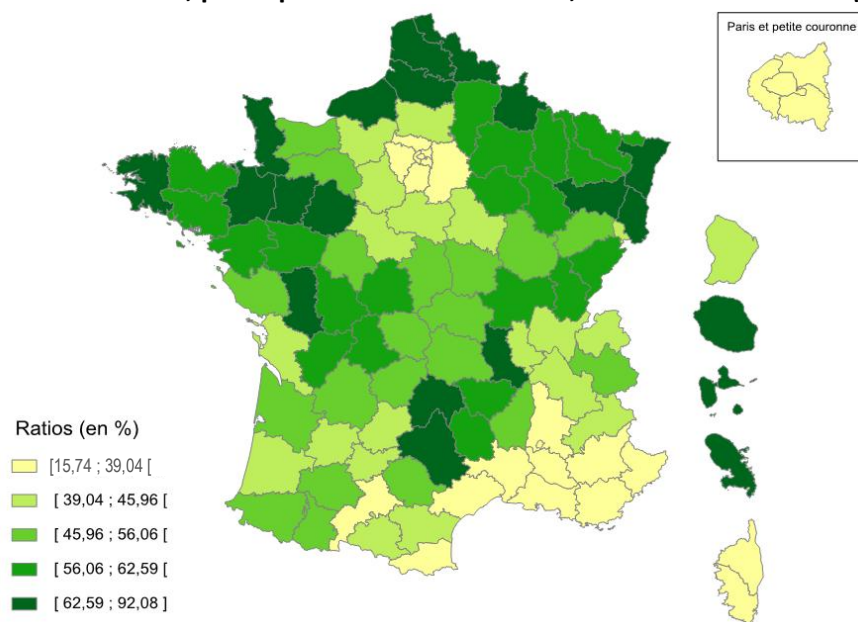 Paris et petite couronne
Ratios (en %)
[15,74 ; 39,04 [
[ 39,04 ; 45,96 [
[ 45,96 ; 56,06 [
[ 56,06 ; 62,59 [
[ 62,59 ; 92,08 ]